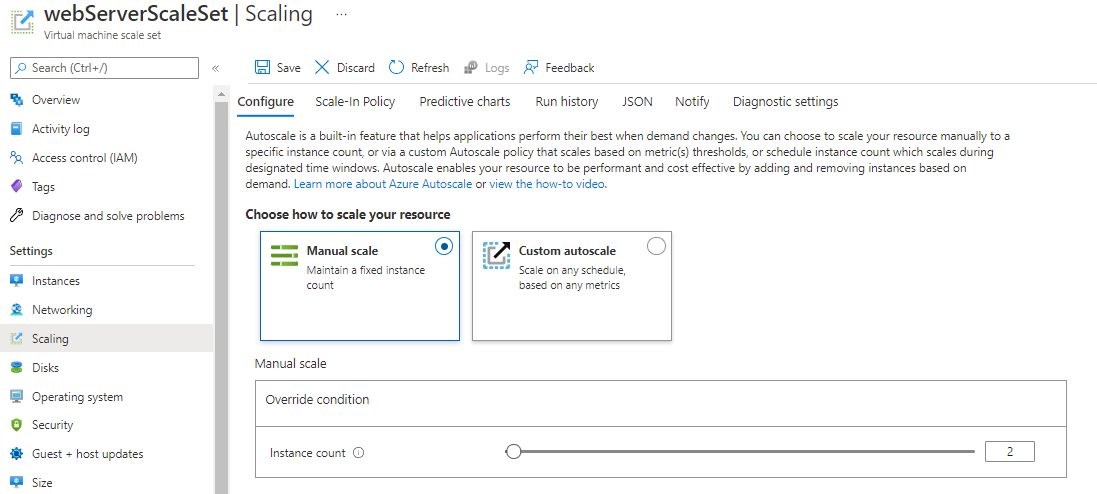 webServerScaleSet | Scaling ...
Virtual machine scale set
Search (Ctrl+/)
«
Save
Discard
Refresh
Logs
Feedback
Overview
Activity log
Access control (IAM)
Tags
Diagnose and solve problems
Settings
Instances
Networking
Scaling
Disks
Operating system
Security
Guest + host updates
Size
Configure
Scale-In Policy
Predictive charts
Run history
JSON
Notify
Diagnostic settings
Autoscale is a built-in feature that helps applications perform their best when demand changes. You can choose to scale your resource manually to a
specific instance count, or via a custom Autoscale policy that scales based on metric(s) thresholds, or schedule instance count which scales during
designated time windows. Autoscale enables your resource to be performant and cost effective by adding and removing instances based on
demand. Learn more about Azure Autoscale or view the how-to video.
Choose how to scale your resource
Manual scale
Maintain a fixed instance
count
Custom autoscale
Scale on any schedule,
based on any metrics
Manual scale
Override condition
Instance count
2